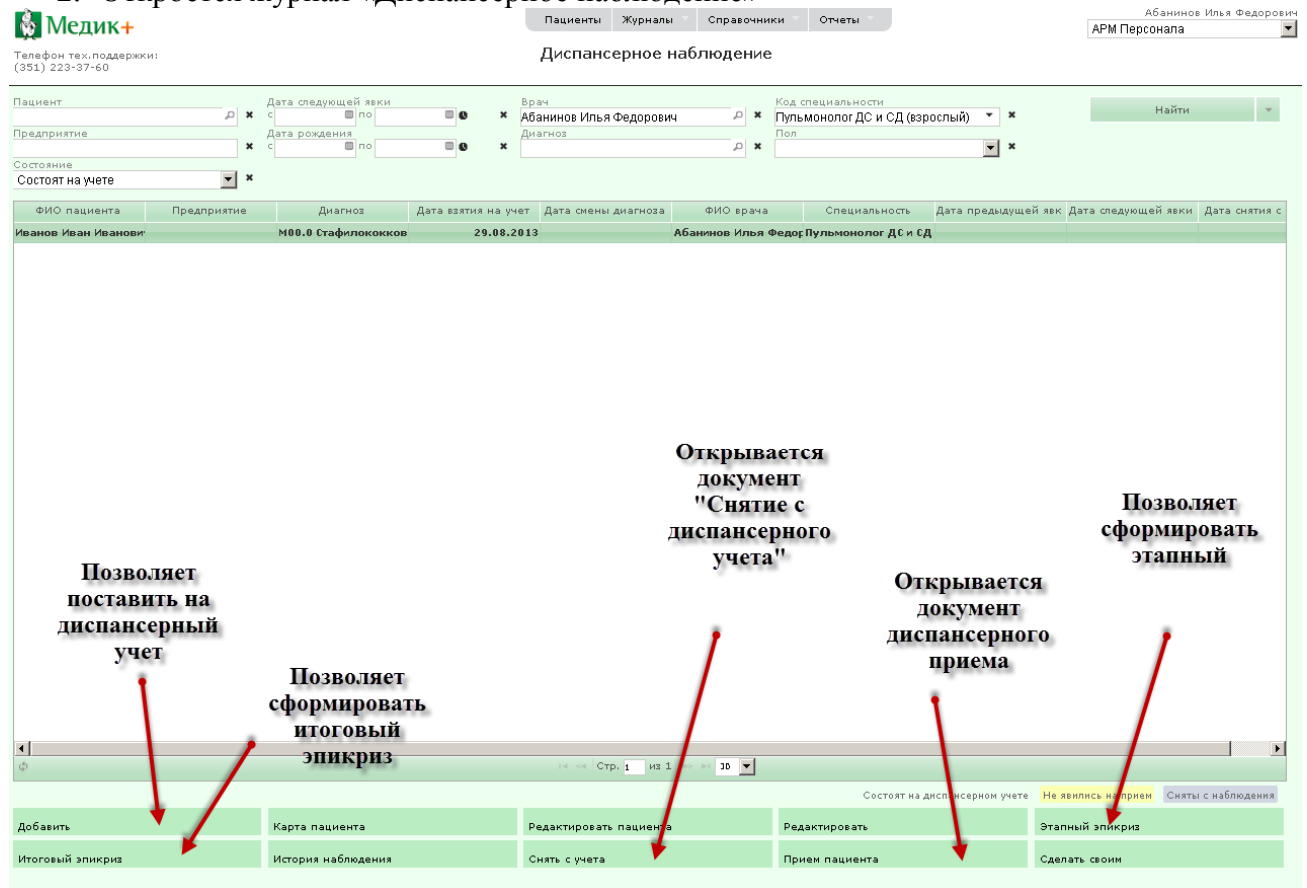 2. Откроется журнал «Диспансерное наблюдение»
Медик+
Пациенты Журналы Справочники Отчеты
Абанинов Илья Федорович
АРМ Персонала
Телефон тех.поддержки:
(351) 223-37-60
Диспансерное наблюдение
Пациент Дата следующей явки Врач Код специальности
с по Абанинов Илья Федорович Пульмонолог ДС и СД (взрослый) Найти
Предприятие Дата рождения Диагноз Пол
с по
Состояние
Состоят на учете
ФИО пациента Предприятие Диагноз Дата взятия на учет Дата смены диагноза ФИО врача Специальность Дата предыдущей явк Дата следующей явки Дата снятия с
Иванов Иван Иванович М00.0 Стафилококков 29.08.2013 Абанинов Илья Федор Пульмонолог ДС и СД
Открывается
документ
"Снятие с
диспансерного
учета"
Позволяет
сформировать
этапный
Позволяет
поставить на
диспансерный
учет
Открывается
документ
диспансерного
приема
Позволяет
сформировать
итоговый
эпикриз
Стр. 1 из 1 30
Состоят на диспансерном учете Не явились на прием Сняты с наблюдения
Добавить Карта пациента Редактировать пациента Редактировать Этапный эпикриз
Итоговый эпикриз История наблюдения Снять с учета Прием пациента Сделать своим